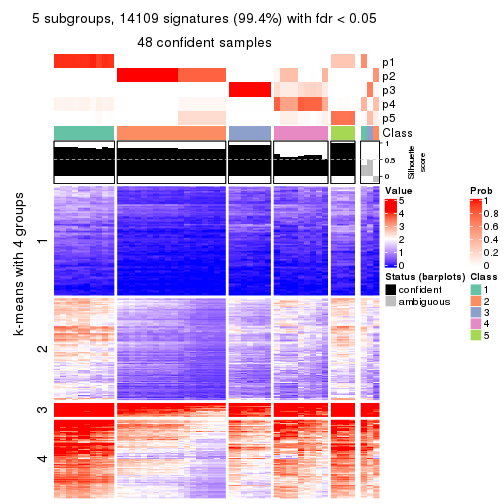 5 subgroups, 14109 signatures (99.4%) with fdr < 0.05
48 confident samples
p1
p2
p3
p4
p5
Class
1
0.5
0
Silhouette
score
k-means with 4 groups
1
2
3
4
Value
5
4
3
2
1
0
Prob
1
0.8
0.6
0.4
0.2
0
Status (barplots)
confident
ambiguous
Class
1
2
3
4
5